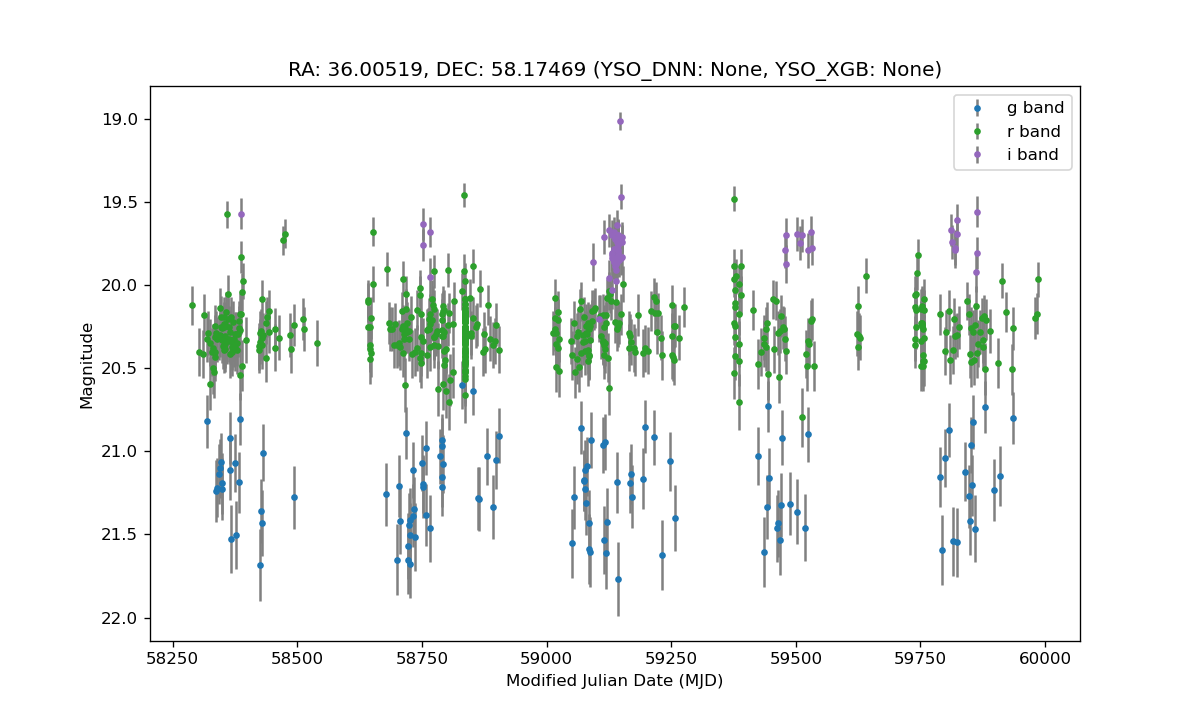 RA: 36.00519, DEC: 58.17469 (YSO_DNN: None, YSO_XGB: None)
g band
r band
i band
19.0
19.5
20.0
20.5
21.0
21.5
22.0
Magnitude
58250
58500
58750
59000
59250
59500
59750
60000
Modified Julian Date (MJD)